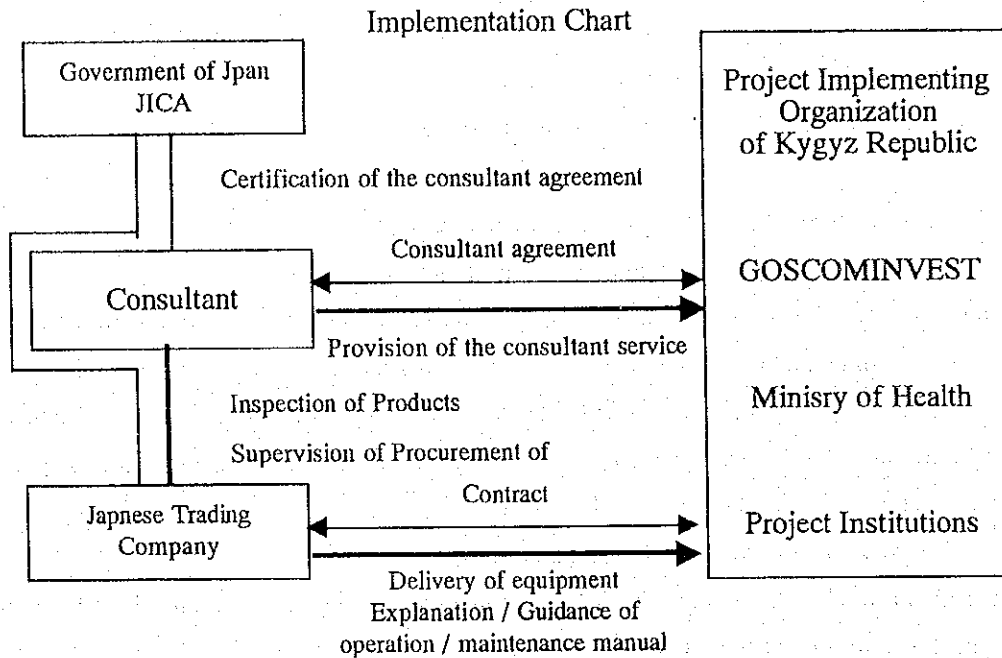 Implementation Chart
Government of Jpan
JICA
Project Implementing
Organization
of Kygyz Republic
Certification of the consultant agreement
Consultant agreement
GOSCOMINVEST
Consultant
Provision of the consultant service
Inspection of Products
Minisry of Health
Supervision of Procurement of
Contract
Japnese Trading
Company
Project Institutions
Delivery of equipment
Explanation / Guidance of
operation / maintenance manual